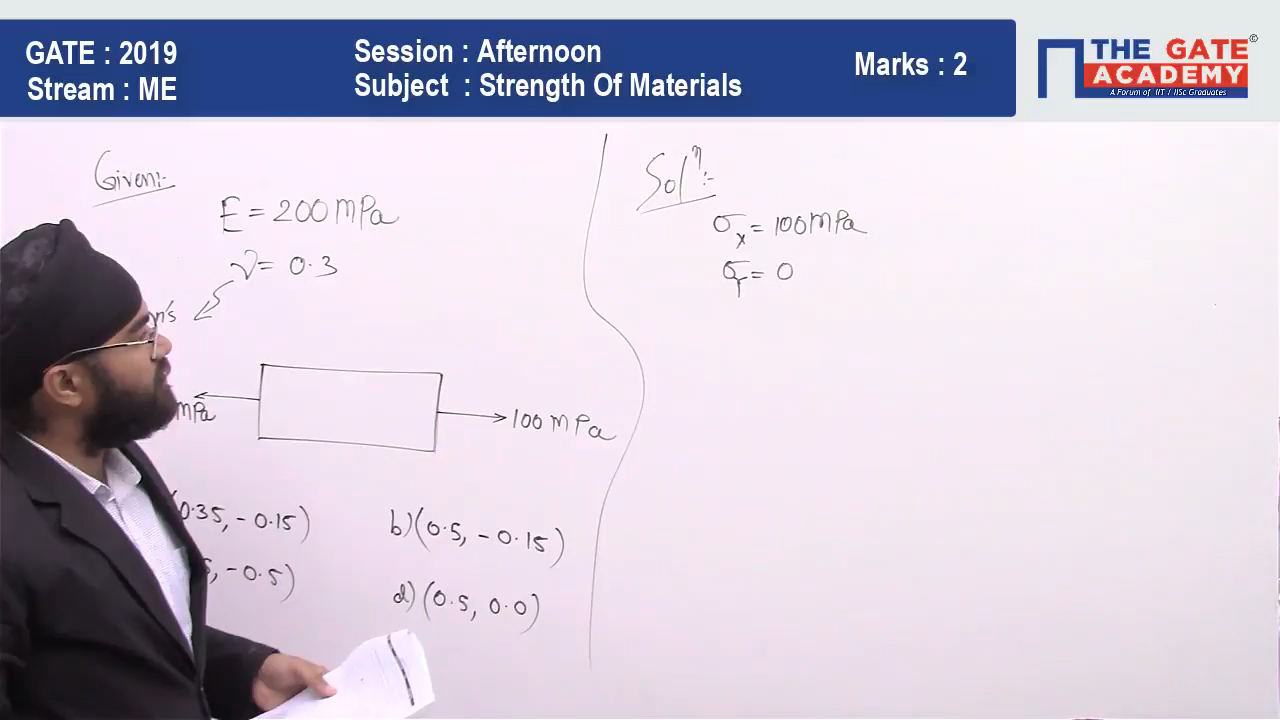 GATE : 2019
Stream : ME
Session : Afternoon
Subject : Strength Of Materials
Marks : 2
THE GATE
ACADEMY
©
A Forum of IIT / IISc Graduates
Given:-
E = 200 MPa
ν = 0.3
n's
MPa
100 MPa
(0.35, - 0.15)
b) (0.5, - 0.15)
5, - 0.5)
d) (0.5, 0.0)
Solⁿ:-
σx = 100 MPa
σy = 0